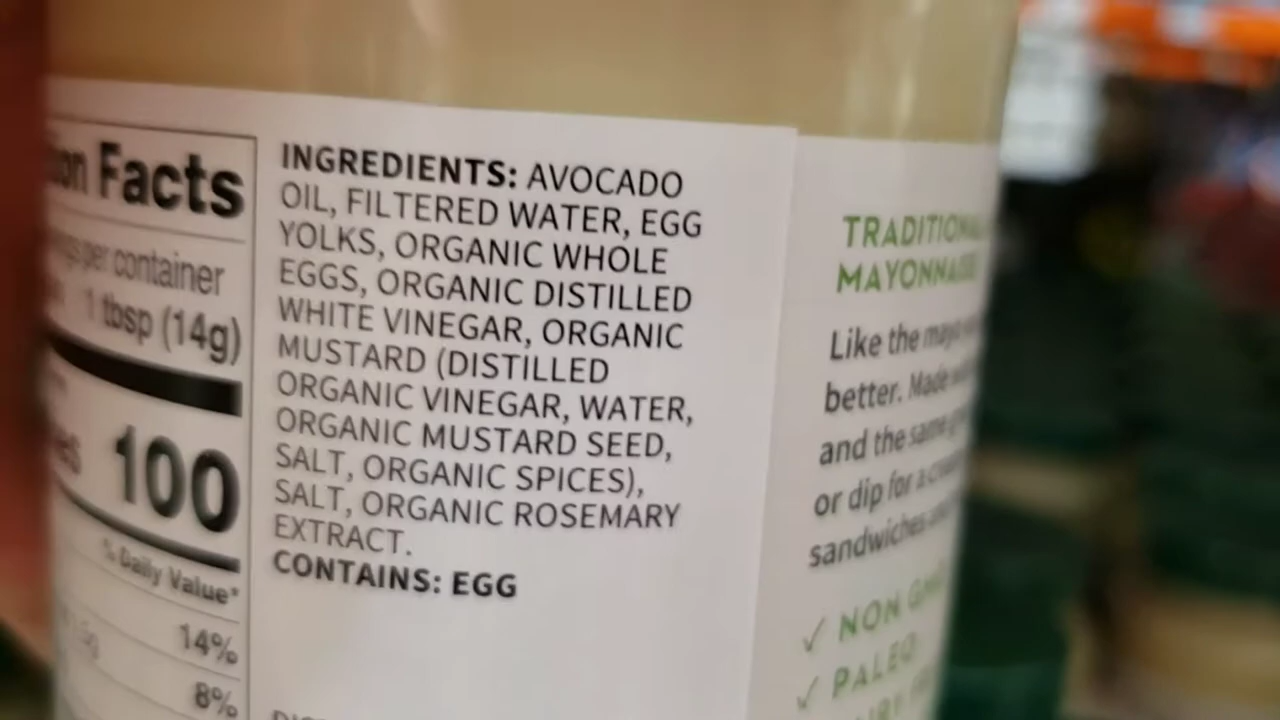 Facts
per container
1 tbsp (14g)
100
% Daily Value*
14%
8%
INGREDIENTS: AVOCADO
OIL, FILTERED WATER, EGG
YOLKS, ORGANIC WHOLE
EGGS, ORGANIC DISTILLED
WHITE VINEGAR, ORGANIC
MUSTARD (DISTILLED
ORGANIC VINEGAR, WATER,
ORGANIC MUSTARD SEED,
SALT, ORGANIC SPICES),
SALT, ORGANIC ROSEMARY
EXTRACT.
CONTAINS: EGG
TRADITIONAL
MAYONNAISE
Like the mayo
better. Made
and the same
or dip for a
sandwiches
✓ NON GMO
✓ PALEO